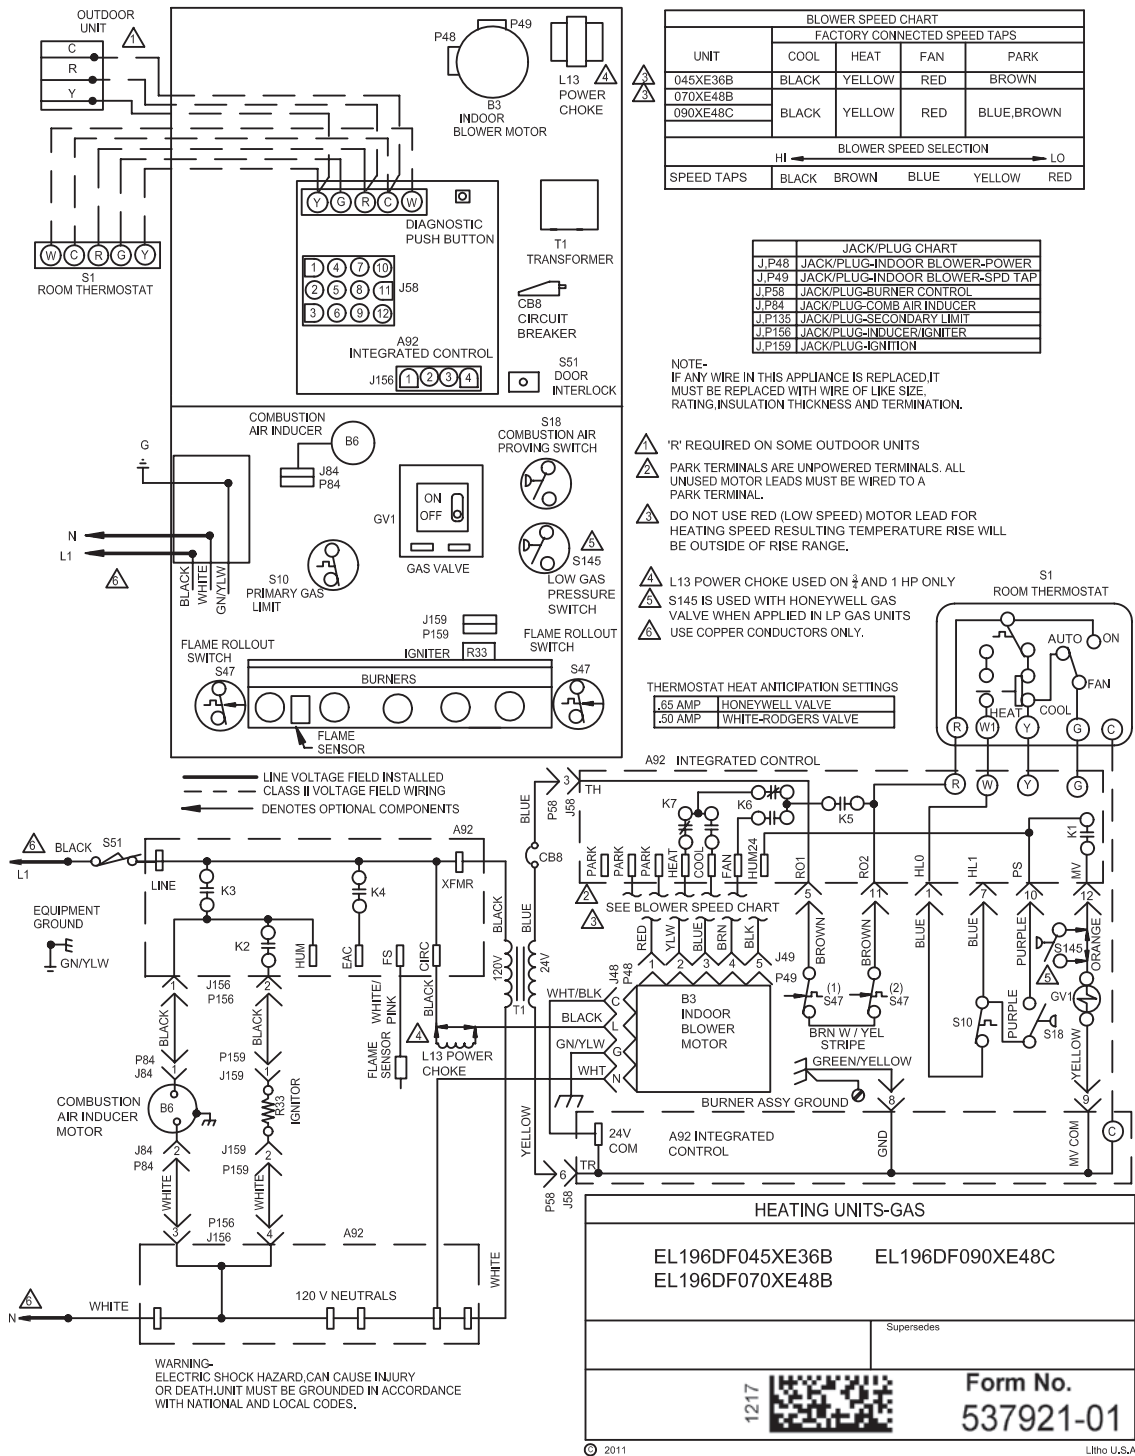 OUTDOOR
UNIT
1
C
R
Y
W C R G Y
S1
ROOM THERMOSTAT
P49
P48
B3
INDOOR
BLOWER MOTOR
L13
POWER
CHOKE
4
Y G R C W
DIAGNOSTIC
PUSH BUTTON
1 4 7 10
2 5 8 11
3 6 9 12
J58
A92
INTEGRATED CONTROL
J156
1 2 3 4
T1
TRANSFORMER
CB8
CIRCUIT
BREAKER
S51
DOOR
INTERLOCK
COMBUSTION
AIR INDUCER
B6
J84
P84
G
N
L1
6
BLACK
WHITE
GN/YLW
S10
PRIMARY GAS
LIMIT
GV1
ON
OFF
GAS VALVE
S18
COMBUSTION AIR
PROVING SWITCH
5
S145
LOW GAS
PRESSURE
SWITCH
J159
P159
IGNITER
R33
FLAME ROLLOUT
SWITCH
S47
FLAME ROLLOUT
SWITCH
S47
BURNERS
FLAME
SENSOR
BLOWER SPEED CHART
FACTORY CONNECTED SPEED TAPS
UNIT COOL HEAT FAN PARK
3 045XE36B BLACK YELLOW RED BROWN
3 070XE48B
090XE48C BLACK YELLOW RED BLUE,BROWN
BLOWER SPEED SELECTION
HI LO
SPEED TAPS BLACK BROWN BLUE YELLOW RED
JACK/PLUG CHART
J,P48 JACK/PLUG-INDOOR BLOWER-POWER
J,P49 JACK/PLUG-INDOOR BLOWER-SPD TAP
J,P58 JACK/PLUG-BURNER CONTROL
J,P84 JACK/PLUG-COMB AIR INDUCER
J,P135 JACK/PLUG-SECONDARY LIMIT
J,P156 JACK/PLUG-INDUCER/IGNITER
J,P159 JACK/PLUG-IGNITION
NOTE-
IF ANY WIRE IN THIS APPLIANCE IS REPLACED,IT
MUST BE REPLACED WITH WIRE OF LIKE SIZE,
RATING,INSULATION THICKNESS AND TERMINATION.
1 'R' REQUIRED ON SOME OUTDOOR UNITS
2 PARK TERMINALS ARE UNPOWERED TERMINALS. ALL
UNUSED MOTOR LEADS MUST BE WIRED TO A
PARK TERMINAL.
3 DO NOT USE RED (LOW SPEED) MOTOR LEAD FOR
HEATING SPEED RESULTING TEMPERATURE RISE WILL
BE OUTSIDE OF RISE RANGE.
4 L13 POWER CHOKE USED ON ¾ AND 1 HP ONLY
5 S145 IS USED WITH HONEYWELL GAS
VALVE WHEN APPLIED IN LP GAS UNITS
6 USE COPPER CONDUCTORS ONLY.
THERMOSTAT HEAT ANTICIPATION SETTINGS
.65 AMP HONEYWELL VALVE
.50 AMP WHITE-RODGERS VALVE
S1
ROOM THERMOSTAT
AUTO
ON
FAN
HEAT
COOL
R W1 Y G C
LINE VOLTAGE FIELD INSTALLED
CLASS II VOLTAGE FIELD WIRING
DENOTES OPTIONAL COMPONENTS
6
L1
BLACK
S51
LINE
A92
K3
K4
K2
XFMR
HUM
EAC
FS
CIRC
EQUIPMENT
GROUND
GN/YLW
1
2
J156
P156
BLACK
BLACK
WHITE/
PINK
BLACK
FLAME
SENSOR
4
L13 POWER
CHOKE
P84
J84
1
P159
J159
1
COMBUSTION
AIR INDUCER
MOTOR
B6
R33
IGNITOR
J84
P84
2
J159
P159
2
WHITE
WHITE
P156
J156
3
4
A92
6
N
WHITE
120 V NEUTRALS
WHITE
BLACK
BLUE
120V
24V
T1
YELLOW
BLUE
CB8
3
P58
J58
A92 INTEGRATED CONTROL
TH
K7
K6
K5
K1
PARK
PARK
PARK
HEAT
COOL
FAN
HUM24
RO1
RO2
HL0
HL1
PS
MV
R W Y G
2
3
SEE BLOWER SPEED CHART
5 11 7 10 12
RED
YLW
BLUE
BRN
BLK
1 2 3 4 5
J49
P49
J48
P48
WHT/BLK
C
BLACK
L
GN/YLW
G
WHT
N
B3
INDOOR
BLOWER
MOTOR
BROWN
BROWN
(1)
S47
(2)
S47
BRN W / YEL
STRIPE
BLUE
BLUE
PURPLE
S145
5
ORANGE
S10
PURPLE
S18
GV1
YELLOW
GREEN/YELLOW
BURNER ASSY GROUND
8
9
24V
COM
A92 INTEGRATED
CONTROL
GND
MV COM
C
TR
6
P58
J58
WARNING-
ELECTRIC SHOCK HAZARD,CAN CAUSE INJURY
OR DEATH.UNIT MUST BE GROUNDED IN ACCORDANCE
WITH NATIONAL AND LOCAL CODES.
HEATING UNITS-GAS
EL196DF045XE36B EL196DF090XE48C
EL196DF070XE48B
Supersedes
1217
Form No.
537921-01
© 2011
Litho U.S.A